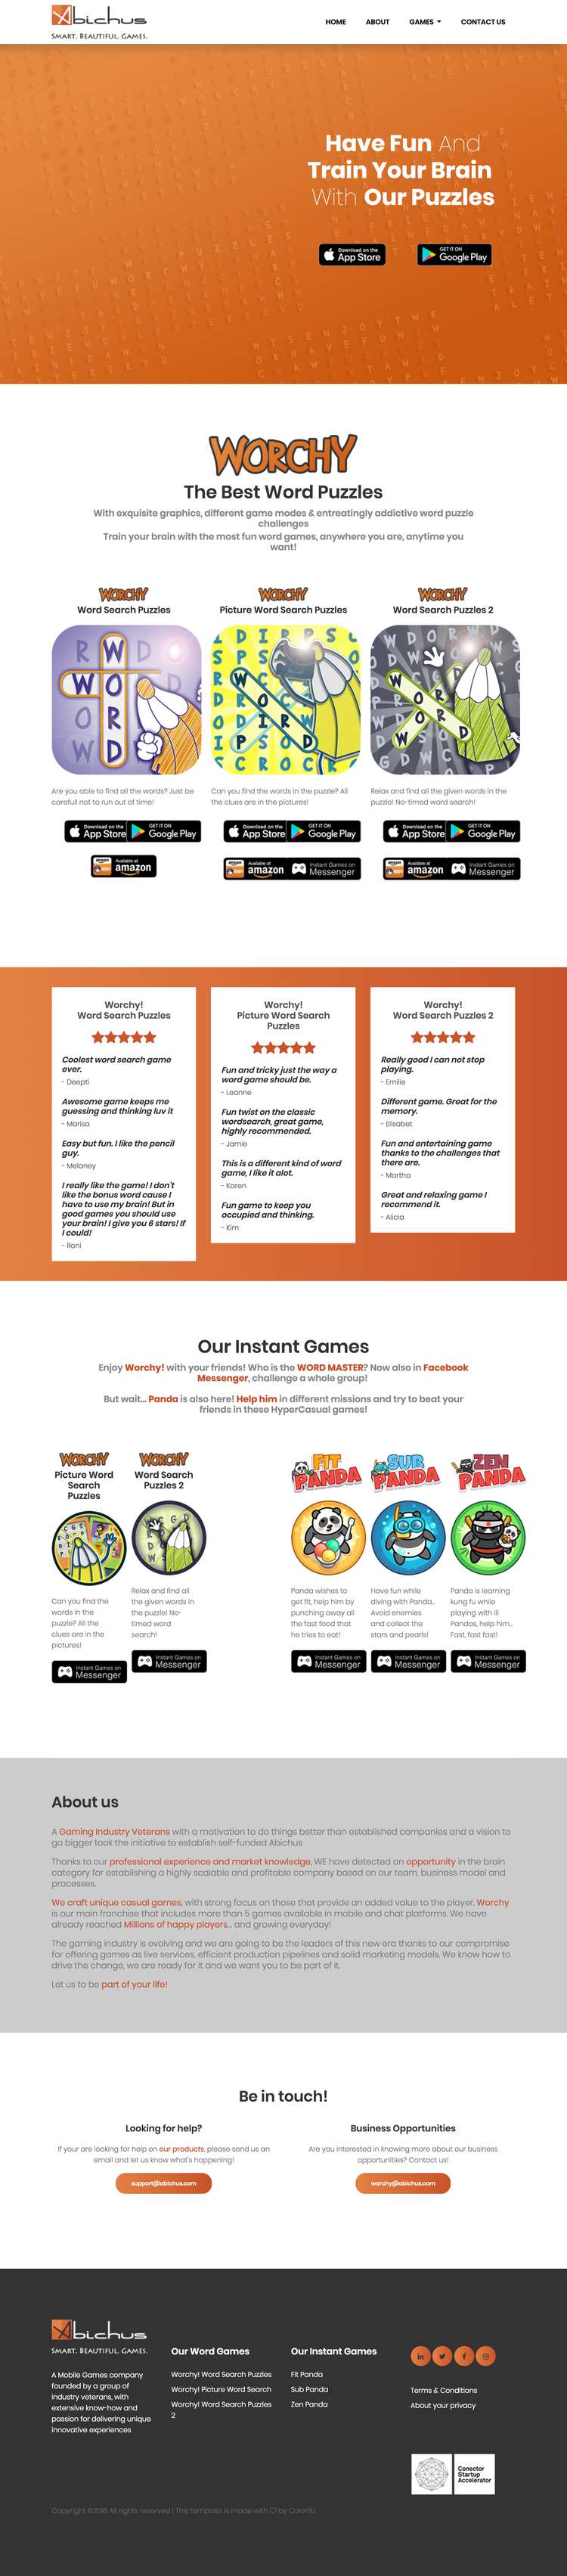 Abichus
SMART. BEAUTIFUL. GAMES.
HOME ABOUT GAMES CONTACT US
Have Fun And
Train Your Brain
With Our Puzzles
Download on the App Store
GET IT ON Google Play
WORCHY
The Best Word Puzzles
With exquisite graphics, different game modes & entreatingly addictive word puzzle
challenges
Train your brain with the most fun word games, anywhere you are, anytime you
want!
WORCHY
Word Search Puzzles
Are you able to find all the words? Just be
carefull not to run out of time!
Download on the App Store
GET IT ON Google Play
Available at amazon
WORCHY
Picture Word Search Puzzles
Can you find the words in the puzzle? All
the clues are in the pictures!
Download on the App Store
GET IT ON Google Play
Available at amazon
Instant Games on Messenger
WORCHY
Word Search Puzzles 2
Relax and find all the given words in the
puzzle! No-timed word search!
Download on the App Store
GET IT ON Google Play
Available at amazon
Instant Games on Messenger
Worchy!
Word Search Puzzles
Coolest word search game
ever.
- Deepti
Awesome game keeps me
guessing and thinking luv it
- Marisa
Easy but fun. I like the pencil
guy.
- Melaney
I really like the game! I don't
like the bonus word cause I
have to use my brain! But in
good games you should use
your brain! I give you 6 stars! If
I could!
- Roni
Worchy!
Picture Word Search
Puzzles
Fun and tricky just the way a
word game should be.
- Leanne
Fun twist on the classic
wordsearch, great game,
highly recommended.
- Jamie
This is a different kind of word
game, I like it alot.
- Karen
Fun game to keep you
occupied and thinking.
- Kim
Worchy!
Word Search Puzzles 2
Really good I can not stop
playing.
- Emilie
Different game. Great for the
memory.
- Elisabet
Fun and entertaining game
thanks to the challenges that
there are.
- Martha
Great and relaxing game I
recommend it.
- Alicia
Our Instant Games
Enjoy Worchy! with your friends! Who is the WORD MASTER? Now also in Facebook
Messenger, challenge a whole group!
But wait... Panda is also here! Help him in different missions and try to beat your
friends in these HyperCasual games!
WORCHY
Picture Word
Search
Puzzles
Can you find the
words in the
puzzle? All the
clues are in the
pictures!
Instant Games on Messenger
WORCHY
Word Search
Puzzles 2
Relax and find all
the given words in
the puzzle! No-
timed word
search!
Instant Games on Messenger
FIT PANDA
Panda wishes to
get fit, help him by
punching away all
the fast food that
he tries to eat!
Instant Games on Messenger
SUB PANDA
Have fun while
diving with Panda...
Avoid enemies
and collect the
stars and pearls!
Instant Games on Messenger
ZEN PANDA
Panda is learning
kung fu while
playing with lil
Pandas, help him...
Fast, fast fast!
Instant Games on Messenger
About us
A Gaming Industry Veterans with a motivation to do things better than established companies and a vision to
go bigger took the initiative to establish self-funded Abichus
Thanks to our professional experience and market knowledge, WE have detected an opportunity in the brain
category for establishing a highly scalable and profitable company based on our team, business model and
processes.
We craft unique casual games, with strong focus on those that provide an added value to the player. Worchy
is our main franchise that includes more than 5 games available in mobile and chat platforms. We have
already reached Millions of happy players... and growing everyday!
The gaming industry is evolving and we are going to be the leaders of this new era thanks to our compromise
for offering games as live services, efficient production pipelines and solid marketing models. We know how to
drive the change, we are ready for it and we want you to be part of it.
Let us to be part of your life!
Be in touch!
Looking for help?
If your are looking for help on our products, please send us an
email and let us know what's happening!
support@abichus.com
Business Opportunities
Are you interested in knowing more about our business
opportunities? Contact us!
worchy@abichus.com
Abichus
SMART. BEAUTIFUL. GAMES.
A Mobile Games company
founded by a group of
industry veterans, with
extensive know-how and
passion for delivering unique
innovative experiences
Our Word Games
Worchy! Word Search Puzzles
Worchy! Picture Word Search
Worchy! Word Search Puzzles
2
Our Instant Games
Fit Panda
Sub Panda
Zen Panda
Terms & Conditions
About your privacy
Conector
Startup
Accelerator
Copyright ©2018 All rights reserved | This template is made with ♡ by Colorlib